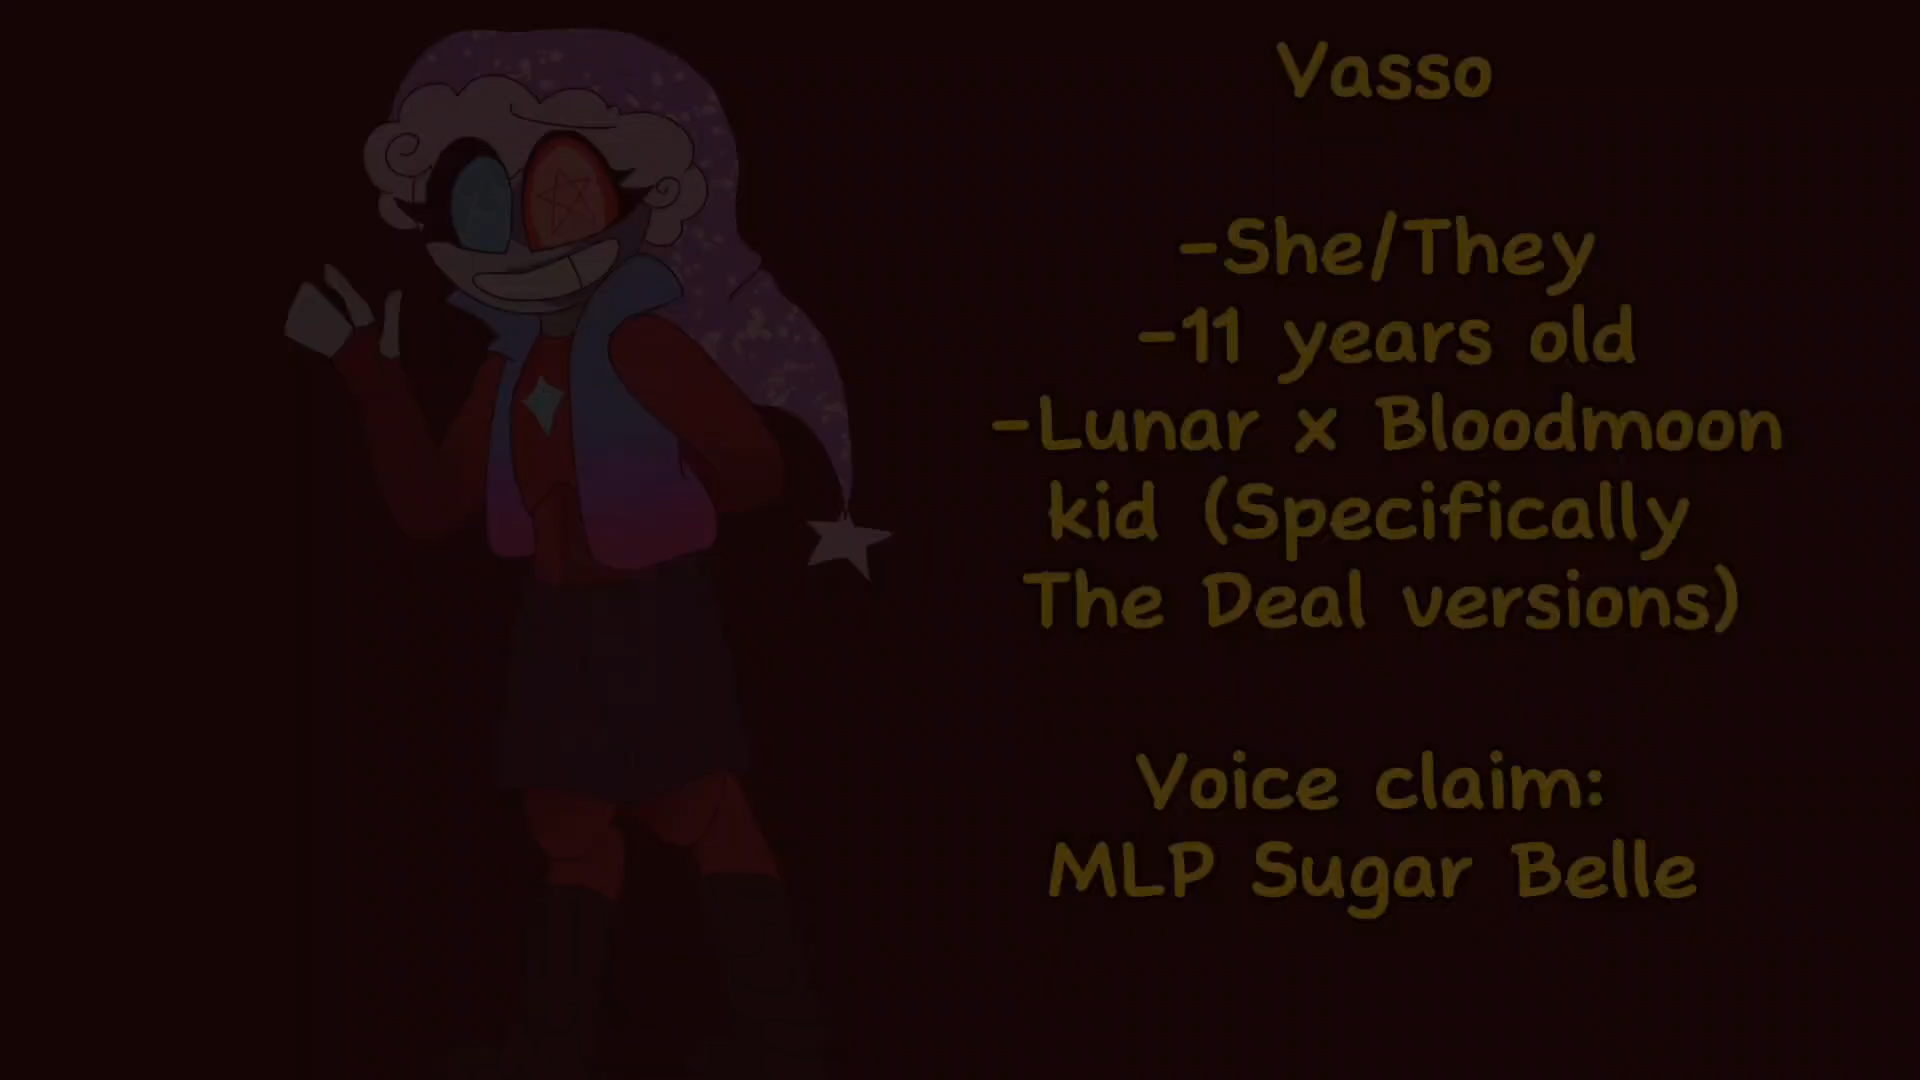 Vasso
-She/They
-11 years old
-Lunar x Bloodmoon
kid (Specifically
The Deal versions)
Voice claim:
MLP Sugar Belle